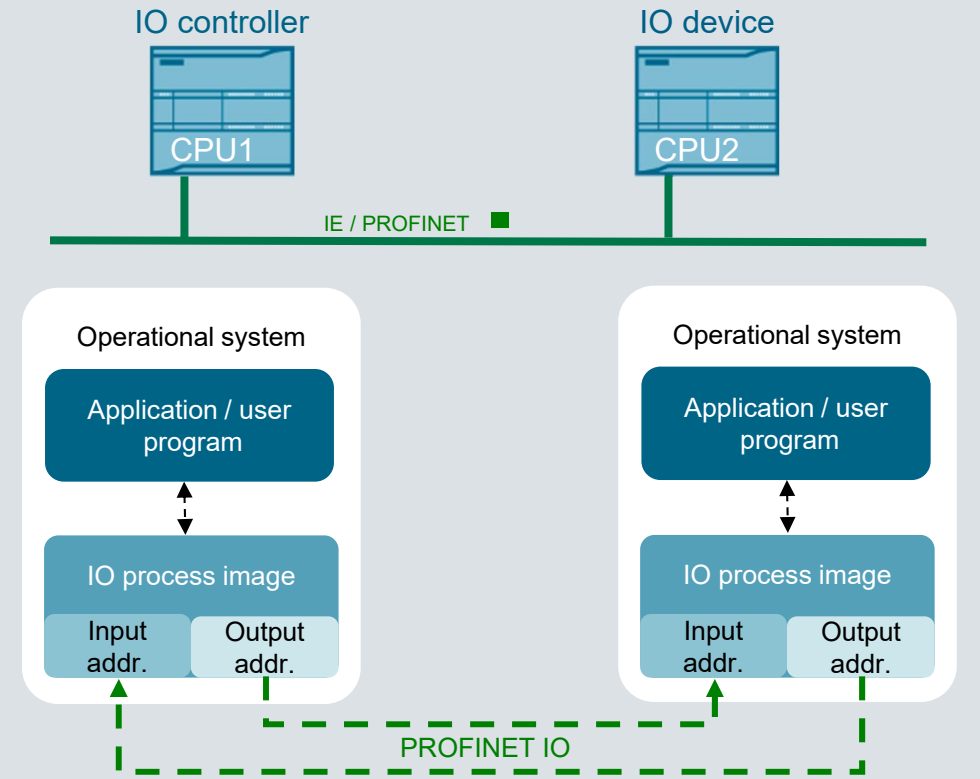 IO controller
IO device
CPU1
CPU2
IE / PROFINET
Operational system
Application / user
program
IO process image
Input
addr.
Output
addr.
Operational system
Application / user
program
IO process image
Input
addr.
Output
addr.
PROFINET IO